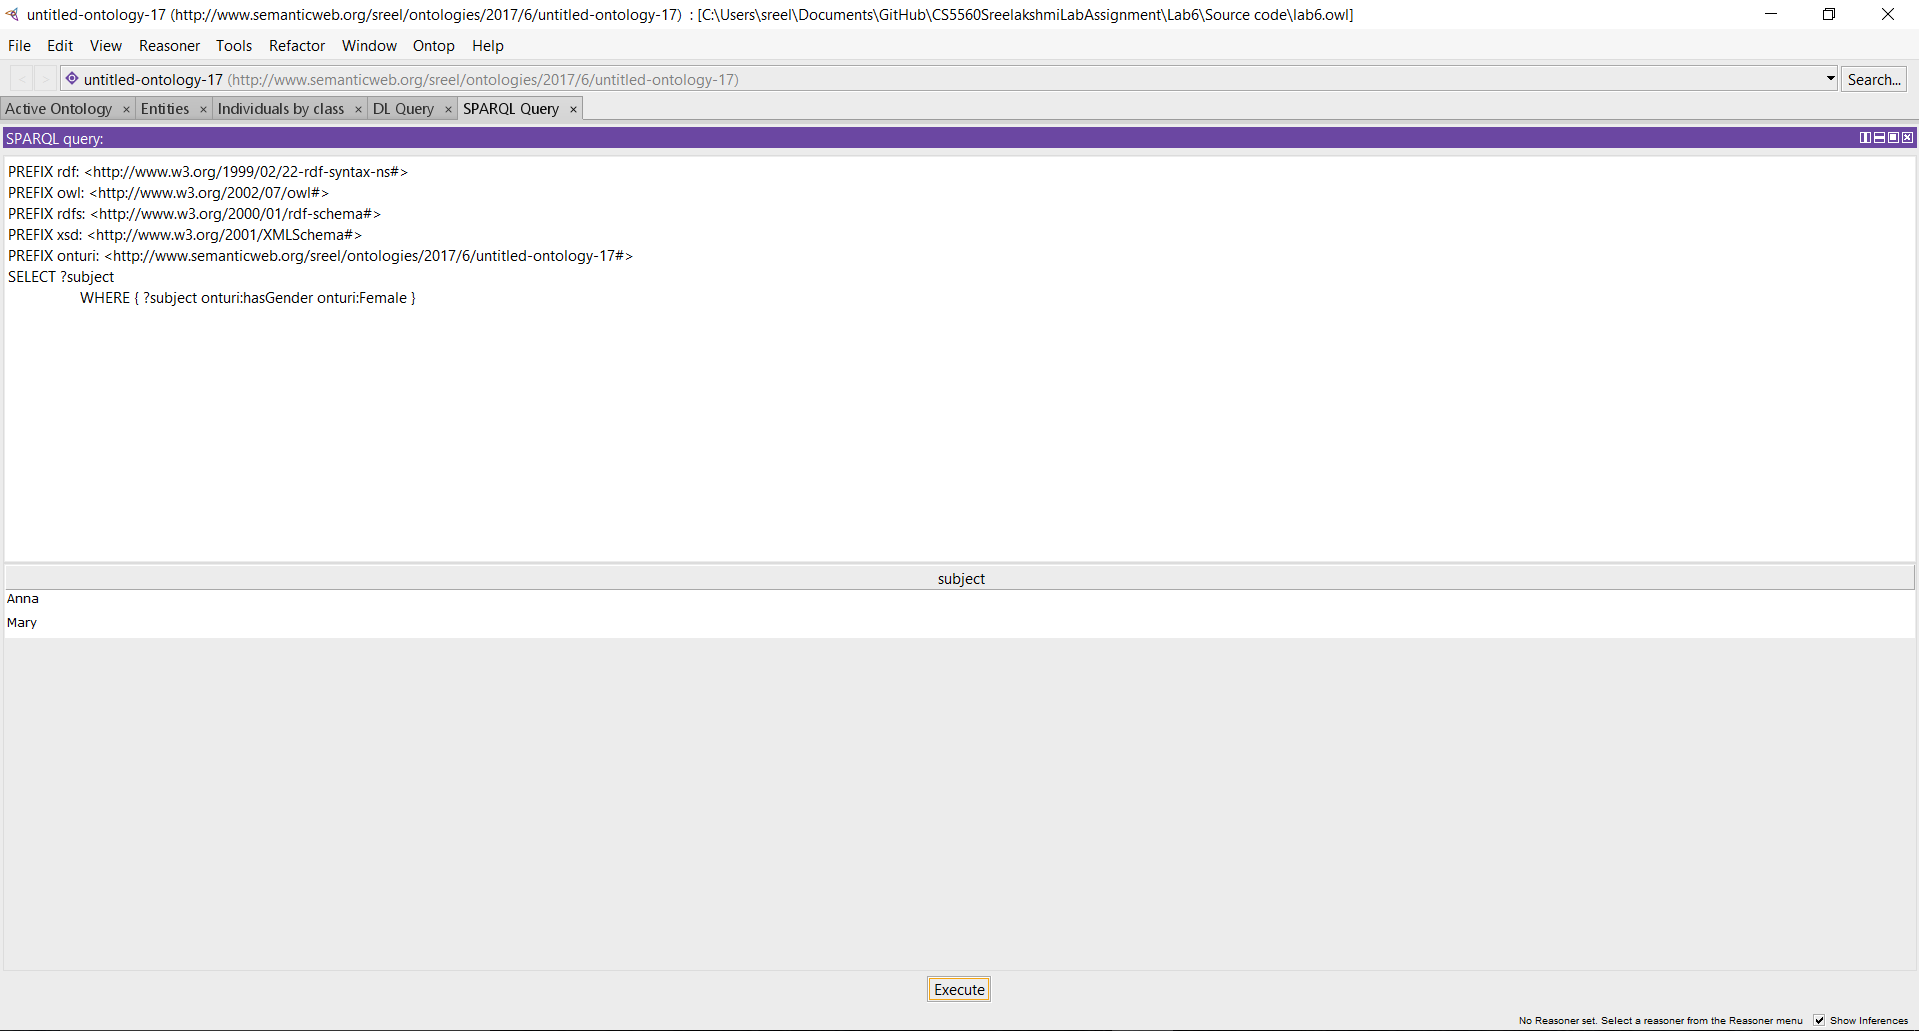 untitled-ontology-17 (http://www.semanticweb.org/sreel/ontologies/2017/6/untitled-ontology-17) : [C:\Users\sreel\Documents\GitHub\CS5560SreelakshmiLabAssignment\Lab6\Source code\lab6.owl]
File Edit View Reasoner Tools Refactor Window Ontop Help
< > untitled-ontology-17 (http://www.semanticweb.org/sreel/ontologies/2017/6/untitled-ontology-17) Search...
Active Ontology × Entities × Individuals by class × DL Query × SPARQL Query ×
SPARQL query:
PREFIX rdf: <http://www.w3.org/1999/02/22-rdf-syntax-ns#>
PREFIX owl: <http://www.w3.org/2002/07/owl#>
PREFIX rdfs: <http://www.w3.org/2000/01/rdf-schema#>
PREFIX xsd: <http://www.w3.org/2001/XMLSchema#>
PREFIX onturi: <http://www.semanticweb.org/sreel/ontologies/2017/6/untitled-ontology-17#>
SELECT ?subject
WHERE { ?subject onturi:hasGender onturi:Female }
subject
Anna
Mary
Execute
No Reasoner set. Select a reasoner from the Reasoner menu Show Inferences